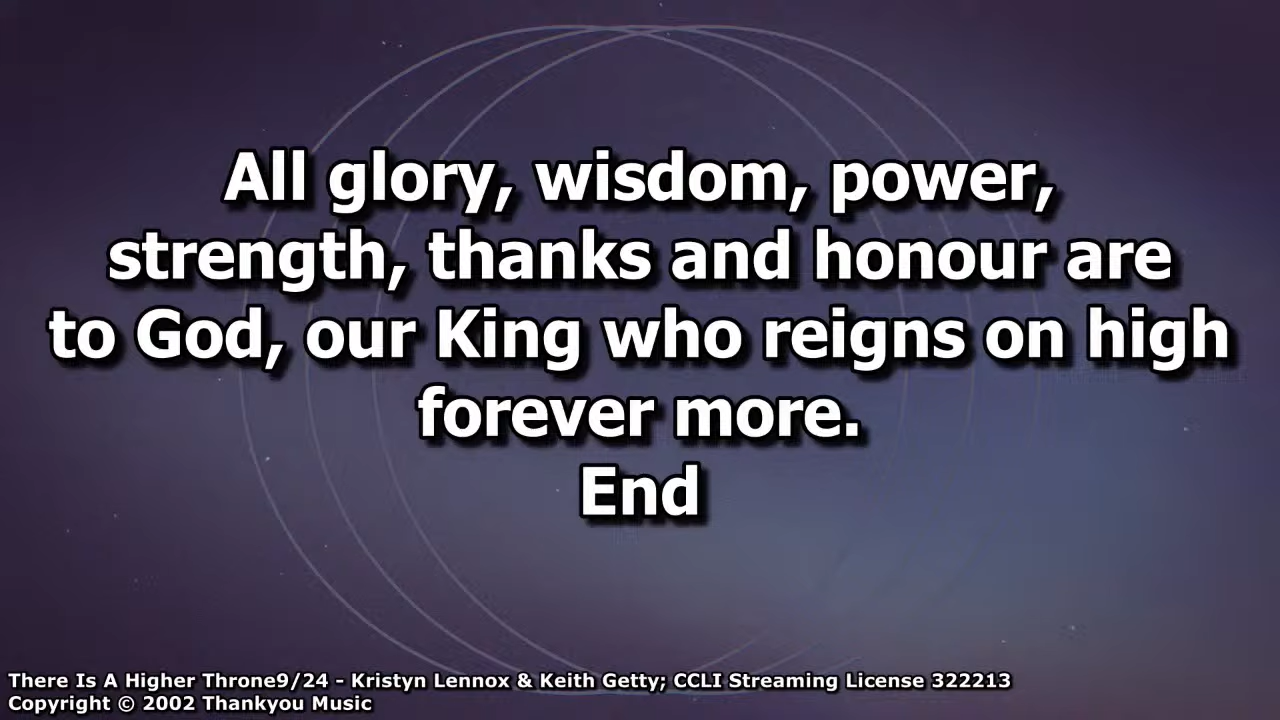 All glory, wisdom, power,
strength, thanks and honour are
to God, our King who reigns on high
forever more.
End
There Is A Higher Throne9/24 - Kristyn Lennox & Keith Getty; CCLI Streaming License 322213
Copyright © 2002 Thankyou Music